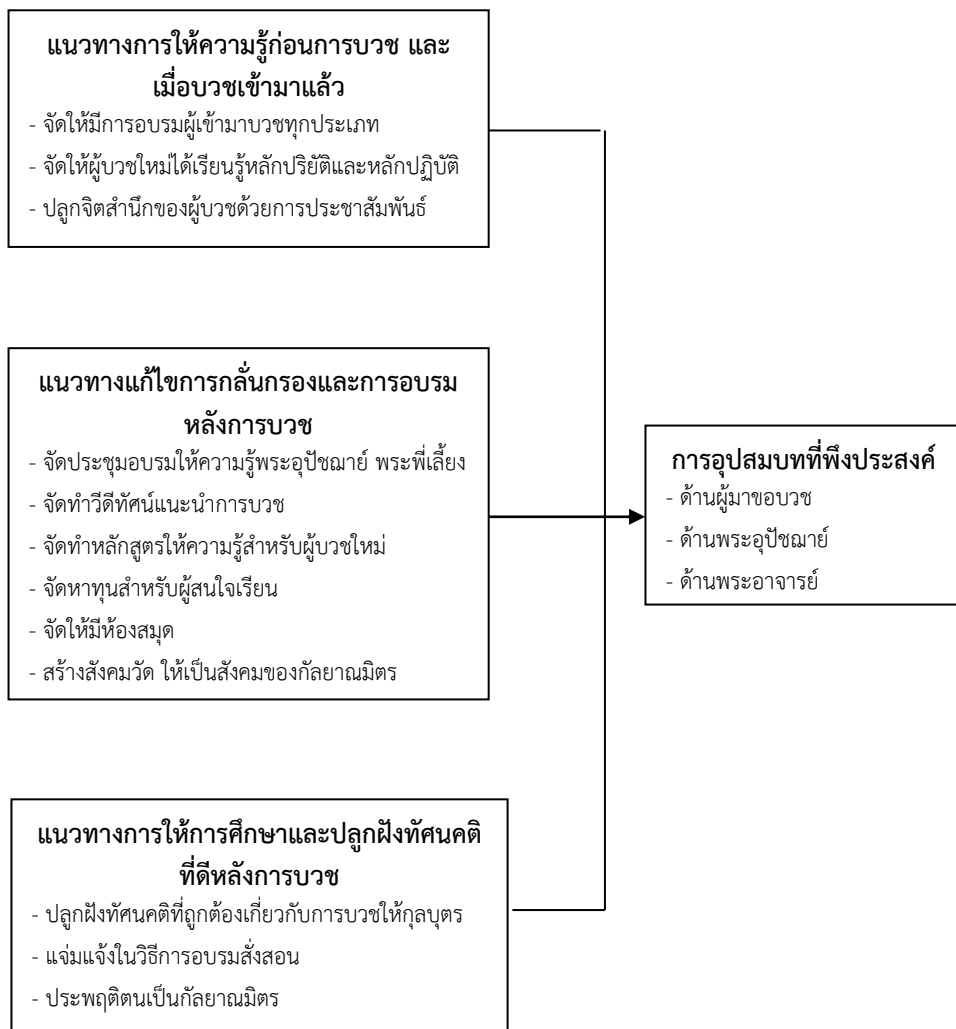 แนวทางการให้ความรู้ก่อนการบวช และ
เมื่อบวชเข้ามาแล้ว
- จัดให้มีการอบรมผู้เข้ามาบวชทุกประเภท
- จัดให้ผู้บวชใหม่ได้เรียนรู้หลักปริยัติและหลักปฏิบัติ
- ปลูกจิตสำนึกของผู้บวชด้วยการประชาสัมพันธ์
แนวทางแก้ไขการกลั่นกรองและการอบรม
หลังการบวช
- จัดประชุมอบรมให้ความรู้พระอุปัชฌาย์ พระพี่เลี้ยง
- จัดทำวีดีทัศน์แนะนำการบวช
- จัดทำหลักสูตรให้ความรู้สำหรับผู้บวชใหม่
- จัดหาทุนสำหรับผู้สนใจเรียน
- จัดให้มีห้องสมุด
- สร้างสังคมวัด ให้เป็นสังคมของกัลยาณมิตร
การอุปสมบทที่พึงประสงค์
- ด้านผู้มาขอบวช
- ด้านพระอุปัชฌาย์
- ด้านพระอาจารย์
แนวทางการให้การศึกษาและปลูกฝังทัศนคติ
ที่ดีหลังการบวช
- ปลูกฝังทัศนคติที่ถูกต้องเกี่ยวกับการบวชให้กุลบุตร
- แจ่มแจ้งในวิธีการอบรมสั่งสอน
- ประพฤติตนเป็นกัลยาณมิตร